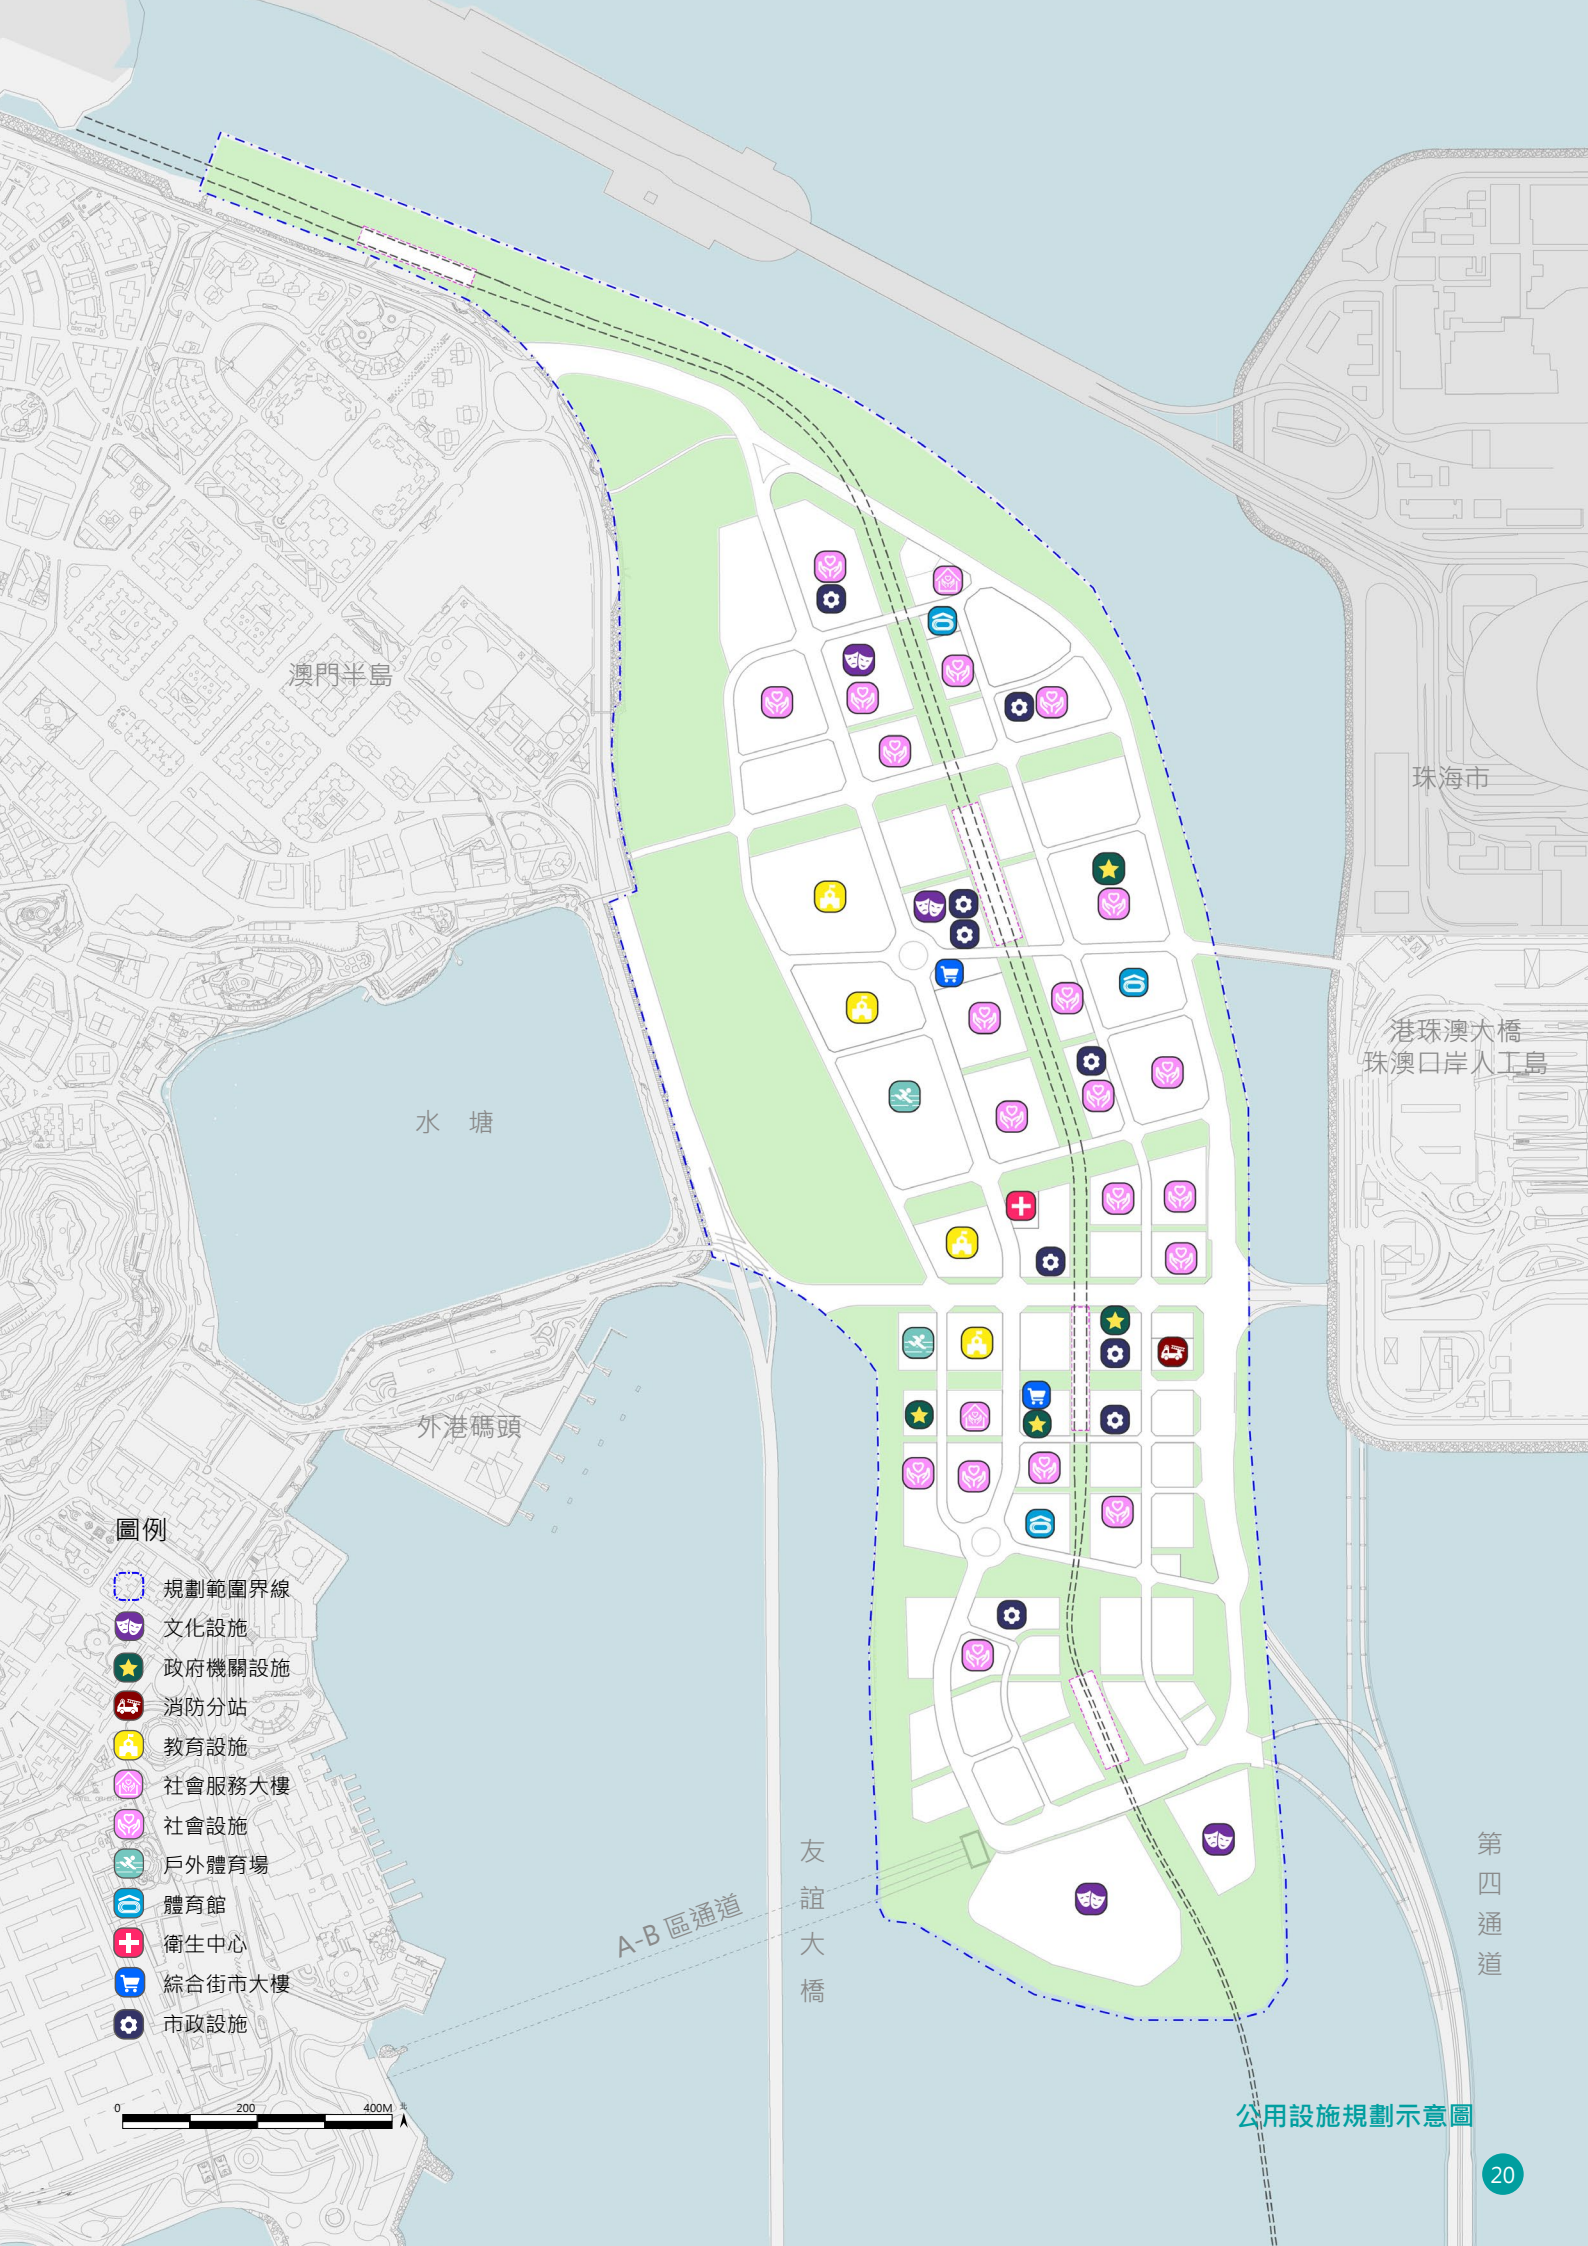 澳門半島
珠海市
港珠澳大橋
珠澳口岸人工島
水 塘
外港碼頭
圖例
規劃範圍界線
文化設施
政府機關設施
消防分站
教育設施
社會服務大樓
社會設施
戶外體育場
體育館
衛生中心
綜合街市大樓
市政設施
0 200 400M 北
A-B 區通道
友誼大橋
第四通道
公用設施規劃示意圖
20